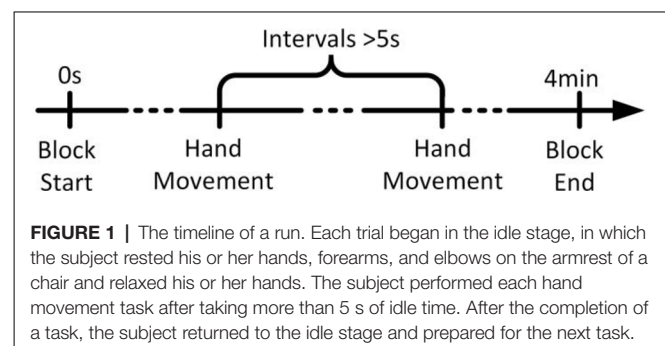 Intervals >5s
0s
4min
Block
Start
Hand
Movement
Hand
Movement
Block
End
FIGURE 1 | The timeline of a run. Each trial began in the idle stage, in which
the subject rested his or her hands, forearms, and elbows on the armrest of a
chair and relaxed his or her hands. The subject performed each hand
movement task after taking more than 5 s of idle time. After the completion of
a task, the subject returned to the idle stage and prepared for the next task.